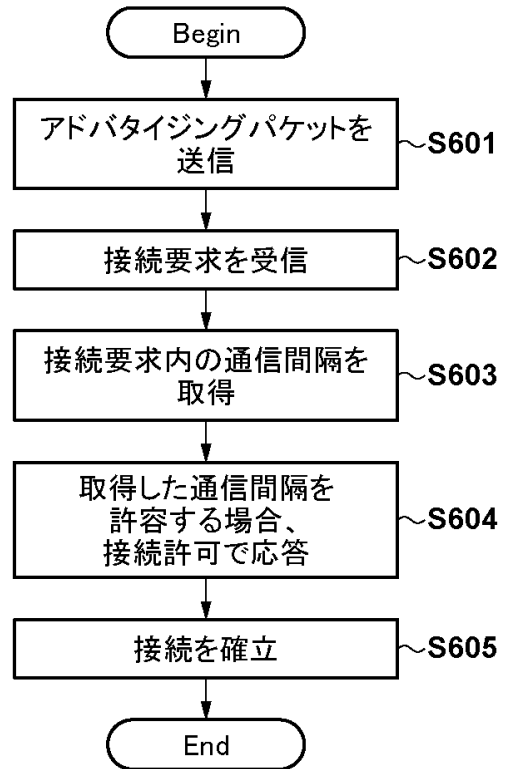 Begin
アドバタイジングパケットを
送信
S601
接続要求を受信
S602
接続要求内の通信間隔を
取得
S603
取得した通信間隔を
許容する場合、
接続許可で応答
S604
接続を確立
S605
End